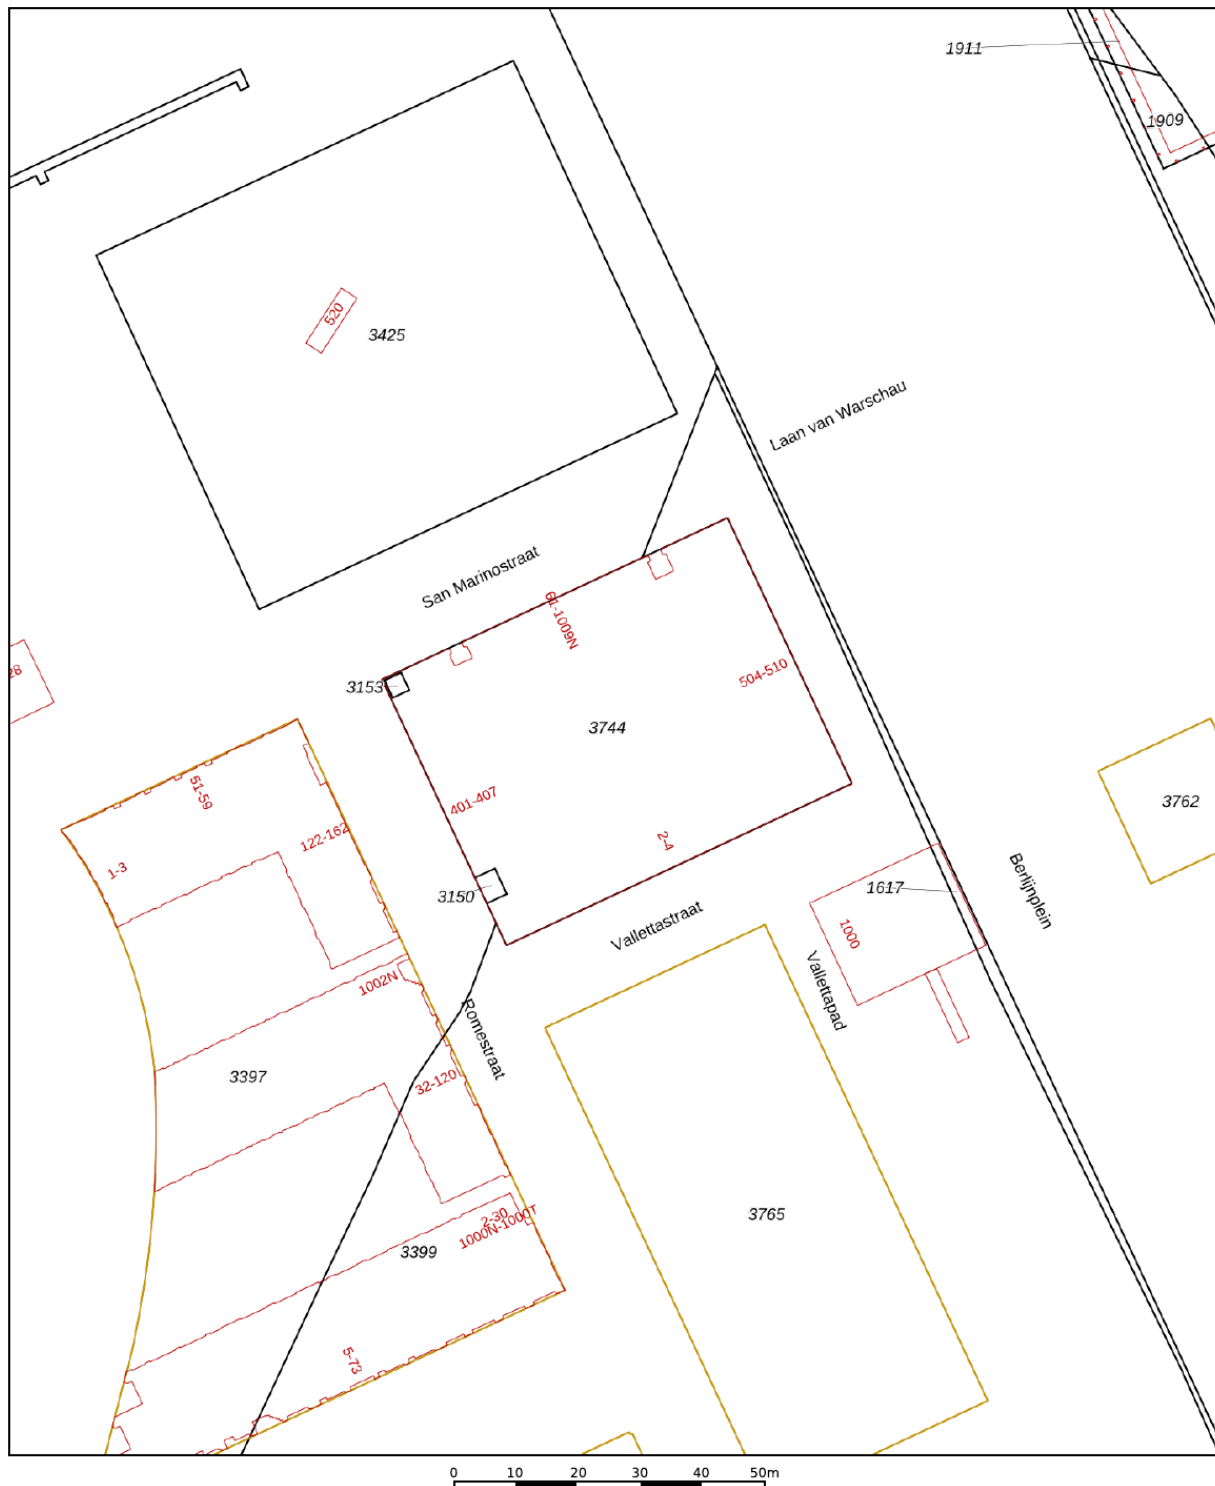 1911
1909
520
3425
Laan van Warschau
San Marinostraat
61-1009N
28
504-510
3153
3744
51-59
401-407
3762
122-162
2-4
1-3
1617
3150
Berlijnplein
Vallettastraat
1000
1002N
Vallettapad
Romestraat
3397
32-120
3765
2-30
1000N-1000T
3399
5-73
0 10 20 30 40 50m